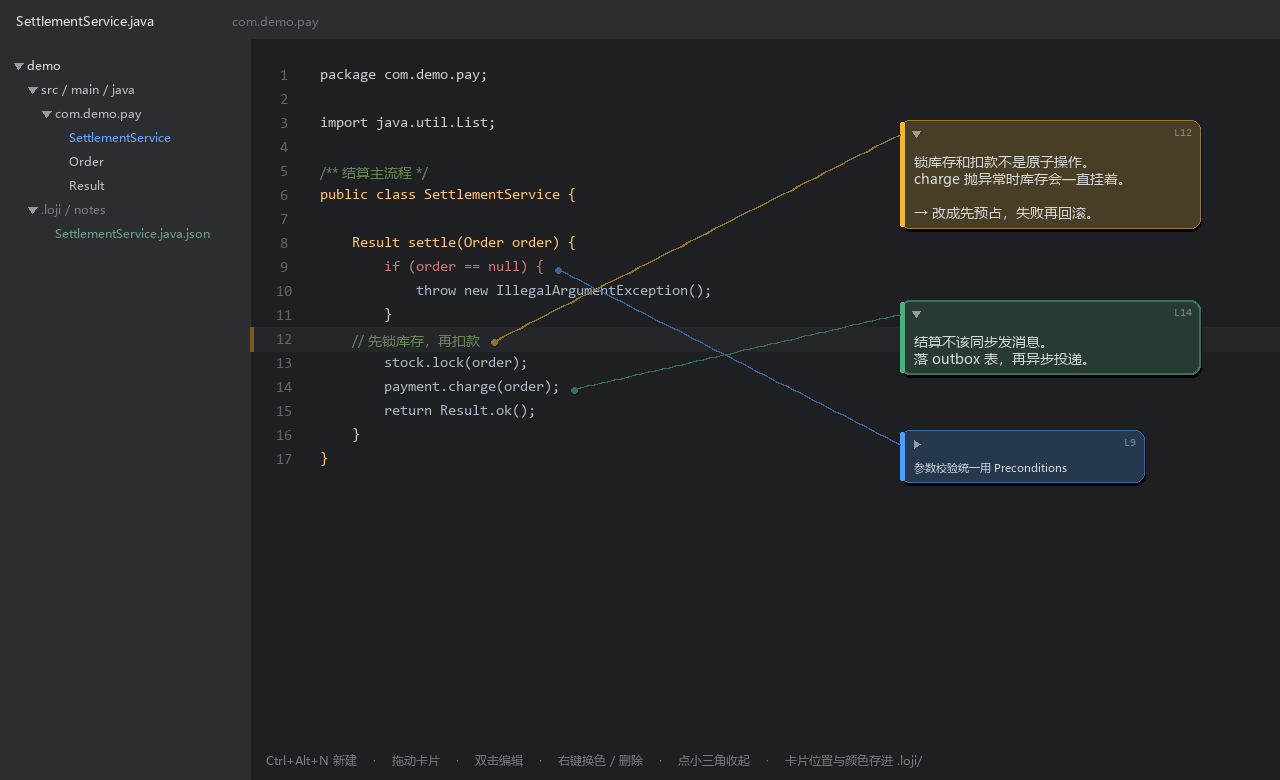 SettlementService.java
com.demo.pay
demo
src / main / java
com.demo.pay
SettlementService
Order
Result
.loji / notes
SettlementService.java.json
1 package com.demo.pay;
2
3 import java.util.List;
4
5 /** 结算主流程 */
6 public class SettlementService {
7
8 Result settle(Order order) {
9 if (order == null) {
10 throw new IllegalArgumentException();
11 }
12 // 先锁库存，再扣款
13 stock.lock(order);
14 payment.charge(order);
15 return Result.ok();
16 }
17 }
L12
锁库存和扣款不是原子操作。
charge 抛异常时库存会一直挂着。
→ 改成先预占，失败再回滚。
L14
结算不该同步发消息。
落 outbox 表，再异步投递。
L9
参数校验统一用 Preconditions
Ctrl+Alt+N 新建 · 拖动卡片 · 双击编辑 · 右键换色 / 删除 · 点小三角收起 · 卡片位置与颜色存进 .loji/